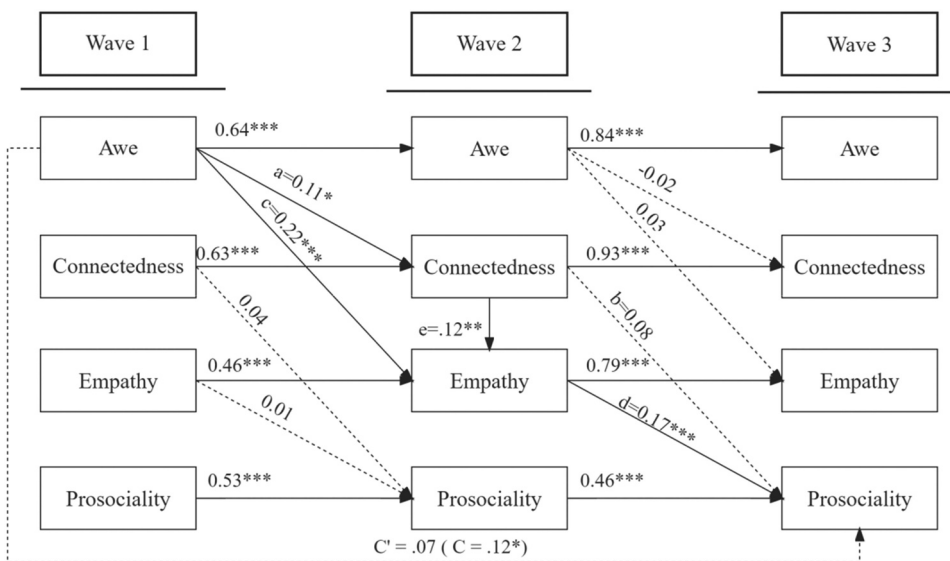 Wave 1 Wave 2 Wave 3
Awe 0.64*** Awe 0.84*** Awe
a=0.11* -0.02
c=0.22*** 0.03
Connectedness 0.63*** Connectedness 0.93*** Connectedness
0.04 e=.12** b=0.08
Empathy 0.46*** Empathy 0.79*** Empathy
0.01 d=0.17***
Prosociality 0.53*** Prosociality 0.46*** Prosociality
C' = .07 ( C = .12*)